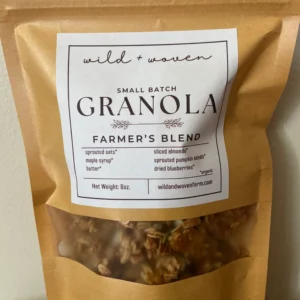 wild + woven
SMALL BATCH
GRANOLA
FARMER'S BLEND
sprouted oats*
maple syrup*
butter*
sliced almonds*
sprouted pumpkin seeds*
dried blueberries*
*organic
Net Weight: 8oz.
wildandwovenfarm.com